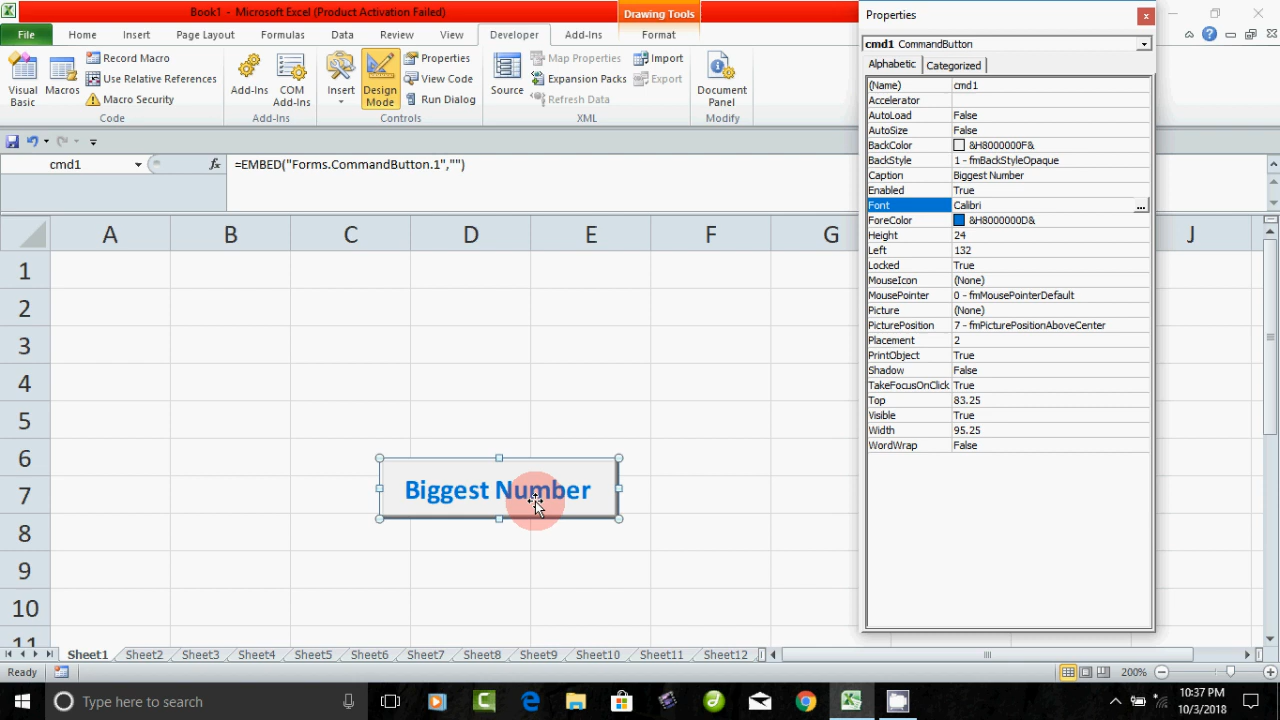 Book1 - Microsoft Excel (Product Activation Failed)
Drawing Tools
File Home Insert Page Layout Formulas Data Review View Developer Add-Ins Format
Visual Basic
Macros
Record Macro
Use Relative References
Macro Security
Code
Add-Ins
COM Add-Ins
Add-Ins
Insert
Design Mode
Properties
View Code
Run Dialog
Controls
Source
Map Properties
Expansion Packs
Refresh Data
Import
Export
XML
Document Panel
Modify
cmd1
fx
=EMBED("Forms.CommandButton.1","")
A B C D E F G J
1
2
3
4
5
6
7
8
9
10
11
Biggest Number
Properties
x
cmd1 CommandButton
Alphabetic Categorized
(Name) cmd1
Accelerator
AutoLoad False
AutoSize False
BackColor &H8000000F&
BackStyle 1 - fmBackStyleOpaque
Caption Biggest Number
Enabled True
Font Calibri ...
ForeColor &H8000000D&
Height 24
Left 132
Locked True
MouseIcon (None)
MousePointer 0 - fmMousePointerDefault
Picture (None)
PicturePosition 7 - fmPicturePositionAboveCenter
Placement 2
PrintObject True
Shadow False
TakeFocusOnClick True
Top 83.25
Visible True
Width 95.25
WordWrap False
Sheet1 Sheet2 Sheet3 Sheet4 Sheet5 Sheet6 Sheet7 Sheet8 Sheet9 Sheet10 Sheet11 Sheet12
Ready
200%
Type here to search
10:37 PM
10/3/2018